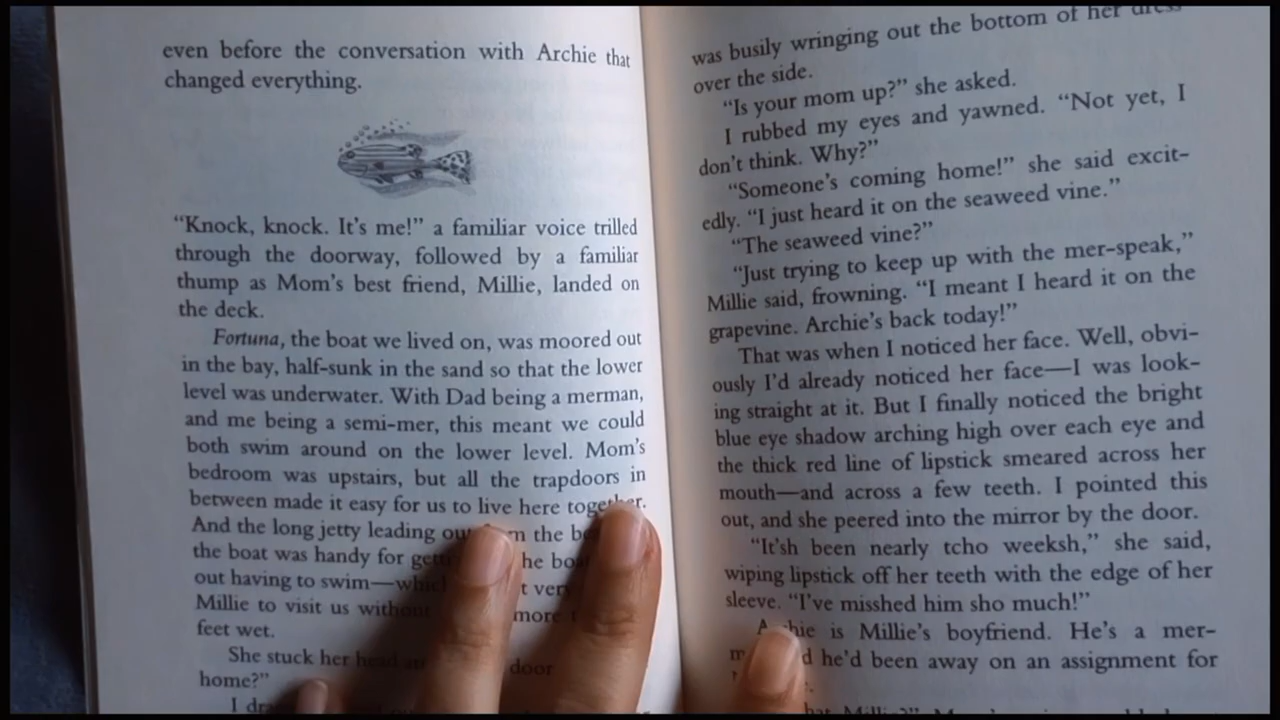 even before the conversation with Archie that
changed everything.
“Knock, knock. It’s me!” a familiar voice trilled
through the doorway, followed by a familiar
thump as Mom’s best friend, Millie, landed on
the deck.
Fortuna, the boat we lived on, was moored out
in the bay, half-sunk in the sand so that the lower
level was underwater. With Dad being a merman,
and me being a semi-mer, this meant we could
both swim around on the lower level. Mom’s
bedroom was upstairs, but all the trapdoors in
between made it easy for us to live here together.
And the long jetty leading the
the boat was handy for
out having to swim—
Millie to visit us without more
feet wet.
She stuck her head door
home?”
I
was busily wringing out the bottom of her dress
over the side.
“Is your mom up?” she asked.
I rubbed my eyes and yawned. “Not yet, I
don’t think. Why?”
“Someone’s coming home!” she said excit-
edly. “I just heard it on the seaweed vine.”
“The seaweed vine?”
“Just trying to keep up with the mer-speak,”
Millie said, frowning. “I meant I heard it on the
grapevine. Archie’s back today!”
That was when I noticed her face. Well, obvi-
ously I’d already noticed her face—I was look-
ing straight at it. But I finally noticed the bright
blue eye shadow arching high over each eye and
the thick red line of lipstick smeared across her
mouth—and across a few teeth. I pointed this
out, and she peered into the mirror by the door.
“It’sh been nearly tcho weeksh,” she said,
wiping lipstick off her teeth with the edge of her
sleeve. “I’ve misshed him sho much!”
Archie is Millie’s boyfriend. He’s a mer-
he’d been away on an assignment for